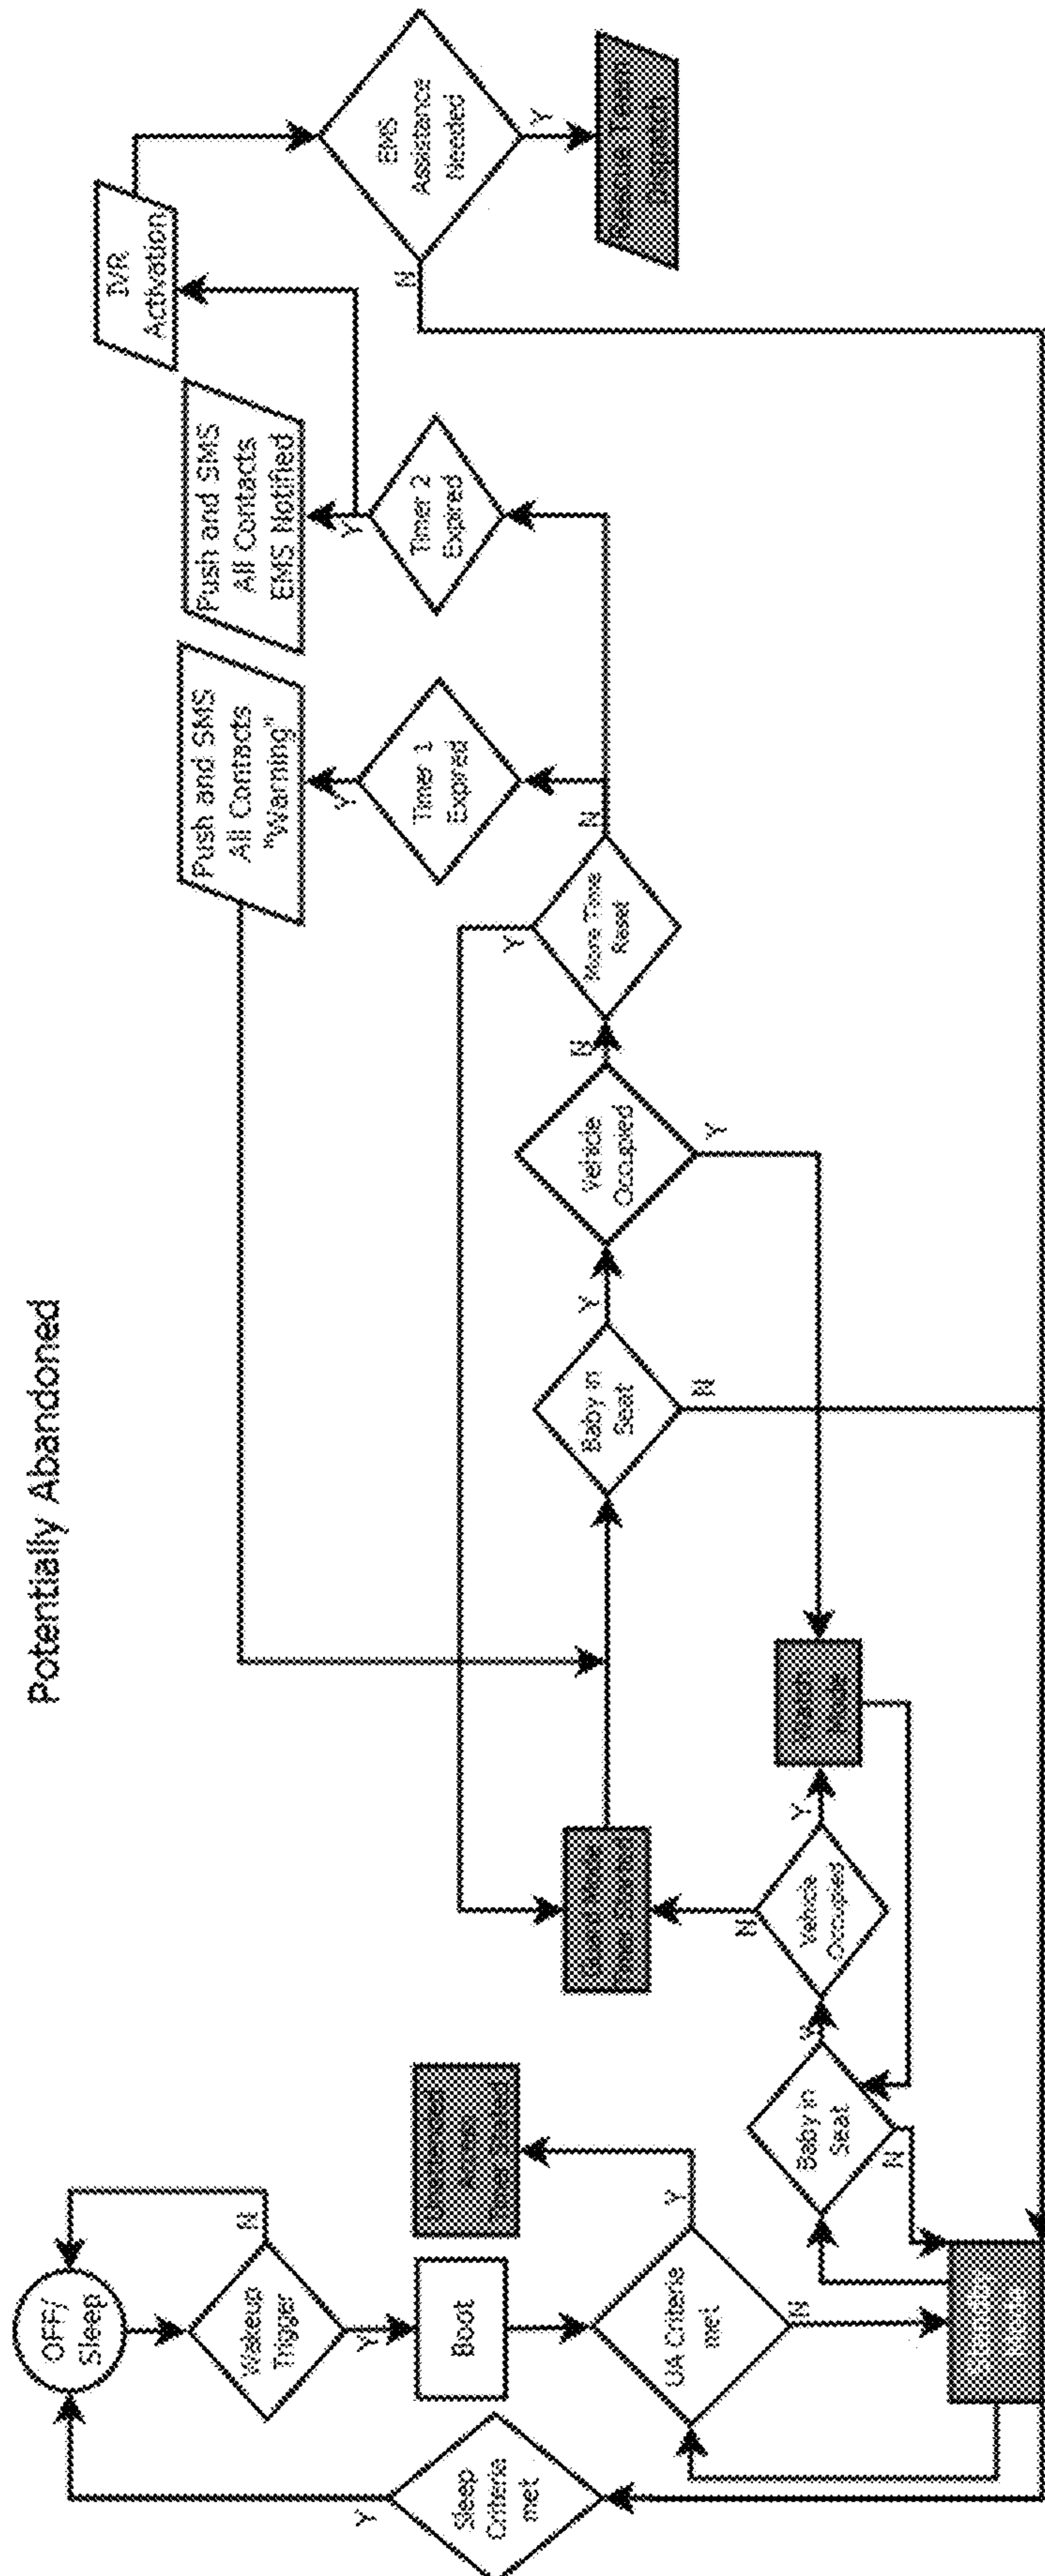 Potentially Abandoned
OFF/
Sleep
Wakeup
Trigger
N
Y
Boot
Sleep
Criteria
met
Y
UA Criteria
met
Y
N
Baby in
Seat
N
Vehicle
Occupied
N
Y
Baby in
Seat
Y
N
Vehicle
Occupied
N
Y
More Time
Reset
Y
N
Timer 1
Expired
Y
Push and SMS
All Contacts
"Warning"
Timer 2
Expired
Y
Push and SMS
All Contacts
EMS Notified
IVR
Activation
EMS
Assistance
Needed
N
Y